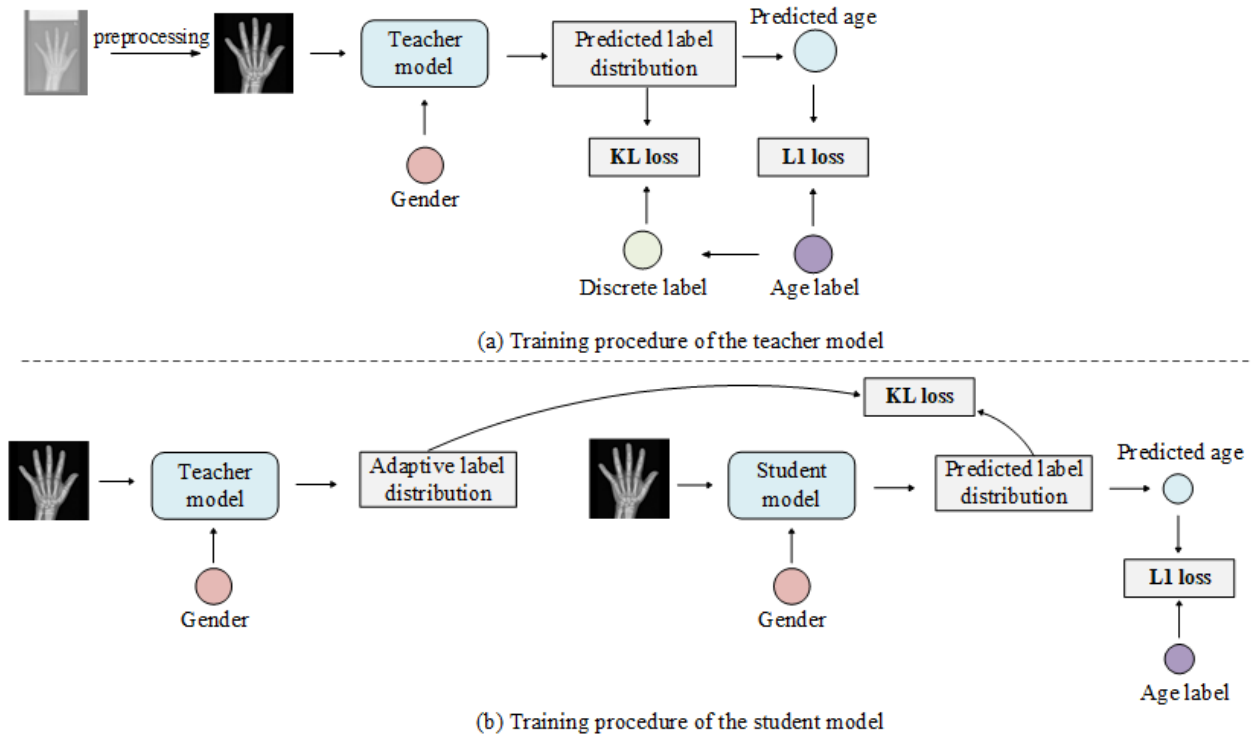 preprocessing
Teacher
model
Predicted label
distribution
Predicted age
KL loss
L1 loss
Gender
Discrete label
Age label
(a) Training procedure of the teacher model
KL loss
Teacher
model
Adaptive label
distribution
Student
model
Predicted label
distribution
Predicted age
L1 loss
Gender
Gender
Age label
(b) Training procedure of the student model